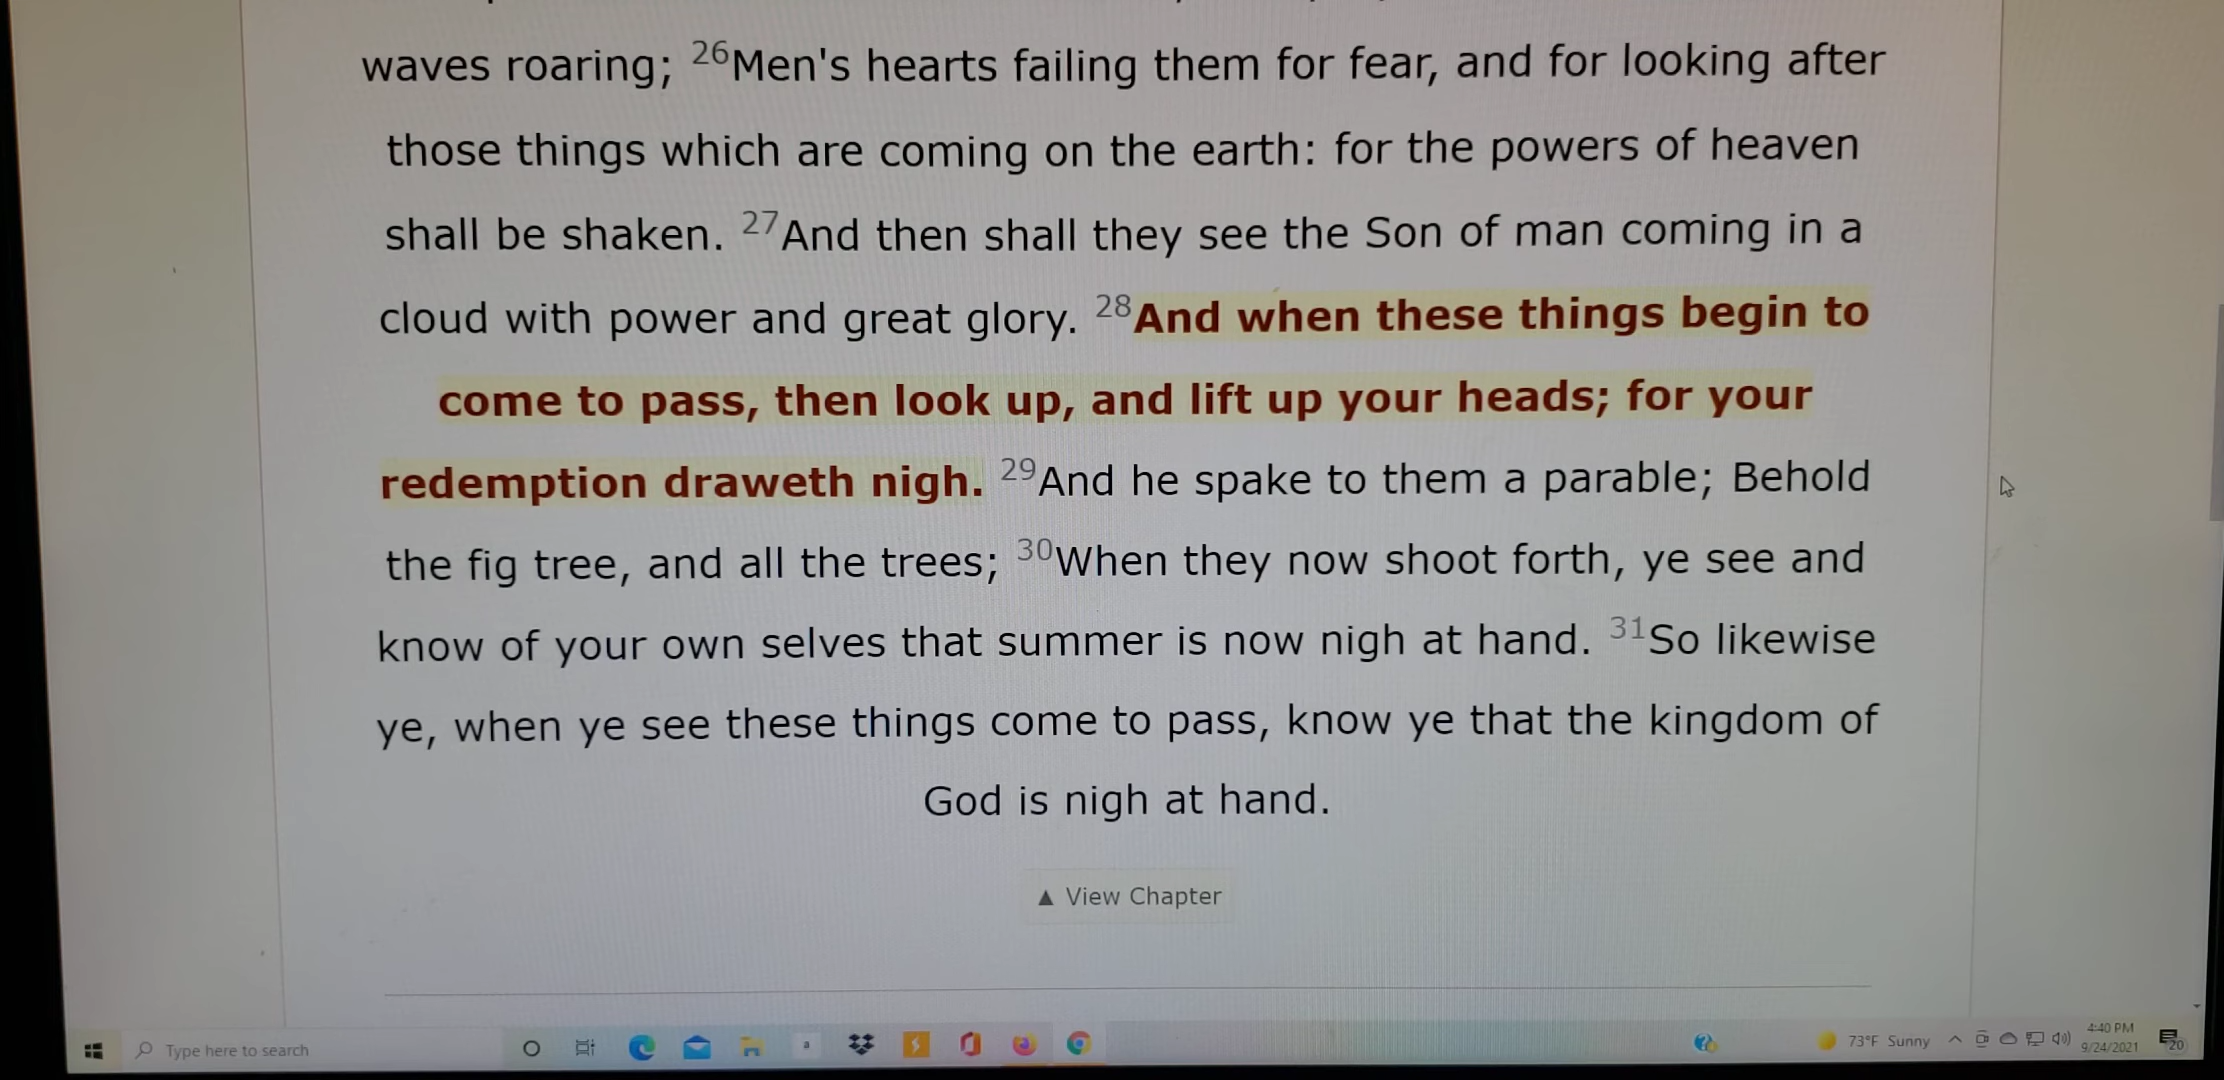 waves roaring; 26Men's hearts failing them for fear, and for looking after
those things which are coming on the earth: for the powers of heaven
shall be shaken. 27And then shall they see the Son of man coming in a
cloud with power and great glory. 28And when these things begin to
come to pass, then look up, and lift up your heads; for your
redemption draweth nigh. 29And he spake to them a parable; Behold
the fig tree, and all the trees; 30When they now shoot forth, ye see and
know of your own selves that summer is now nigh at hand. 31So likewise
ye, when ye see these things come to pass, know ye that the kingdom of
God is nigh at hand.
▲ View Chapter
Type here to search
a
73°F Sunny
4:40 PM
9/24/2021
20